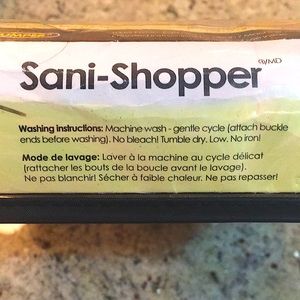 Sani-Shopper ®/MD
Washing instructions: Machine wash - gentle cycle (attach buckle
ends before washing). No bleach! Tumble dry. Low. No iron!
Mode de lavage: Laver à la machine au cycle délicat
(rattacher les bouts de la boucle avant le lavage).
Ne pas blanchir! Sécher à faible chaleur. Ne pas repasser!